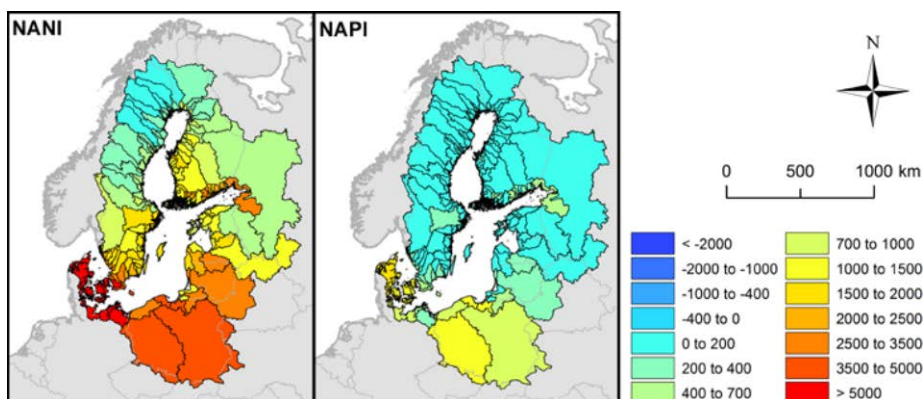 NANI
NAPI
N
0 500 1000 km
< -2000
-2000 to -1000
-1000 to -400
-400 to 0
0 to 200
200 to 400
400 to 700
700 to 1000
1000 to 1500
1500 to 2000
2000 to 2500
2500 to 3500
3500 to 5000
> 5000